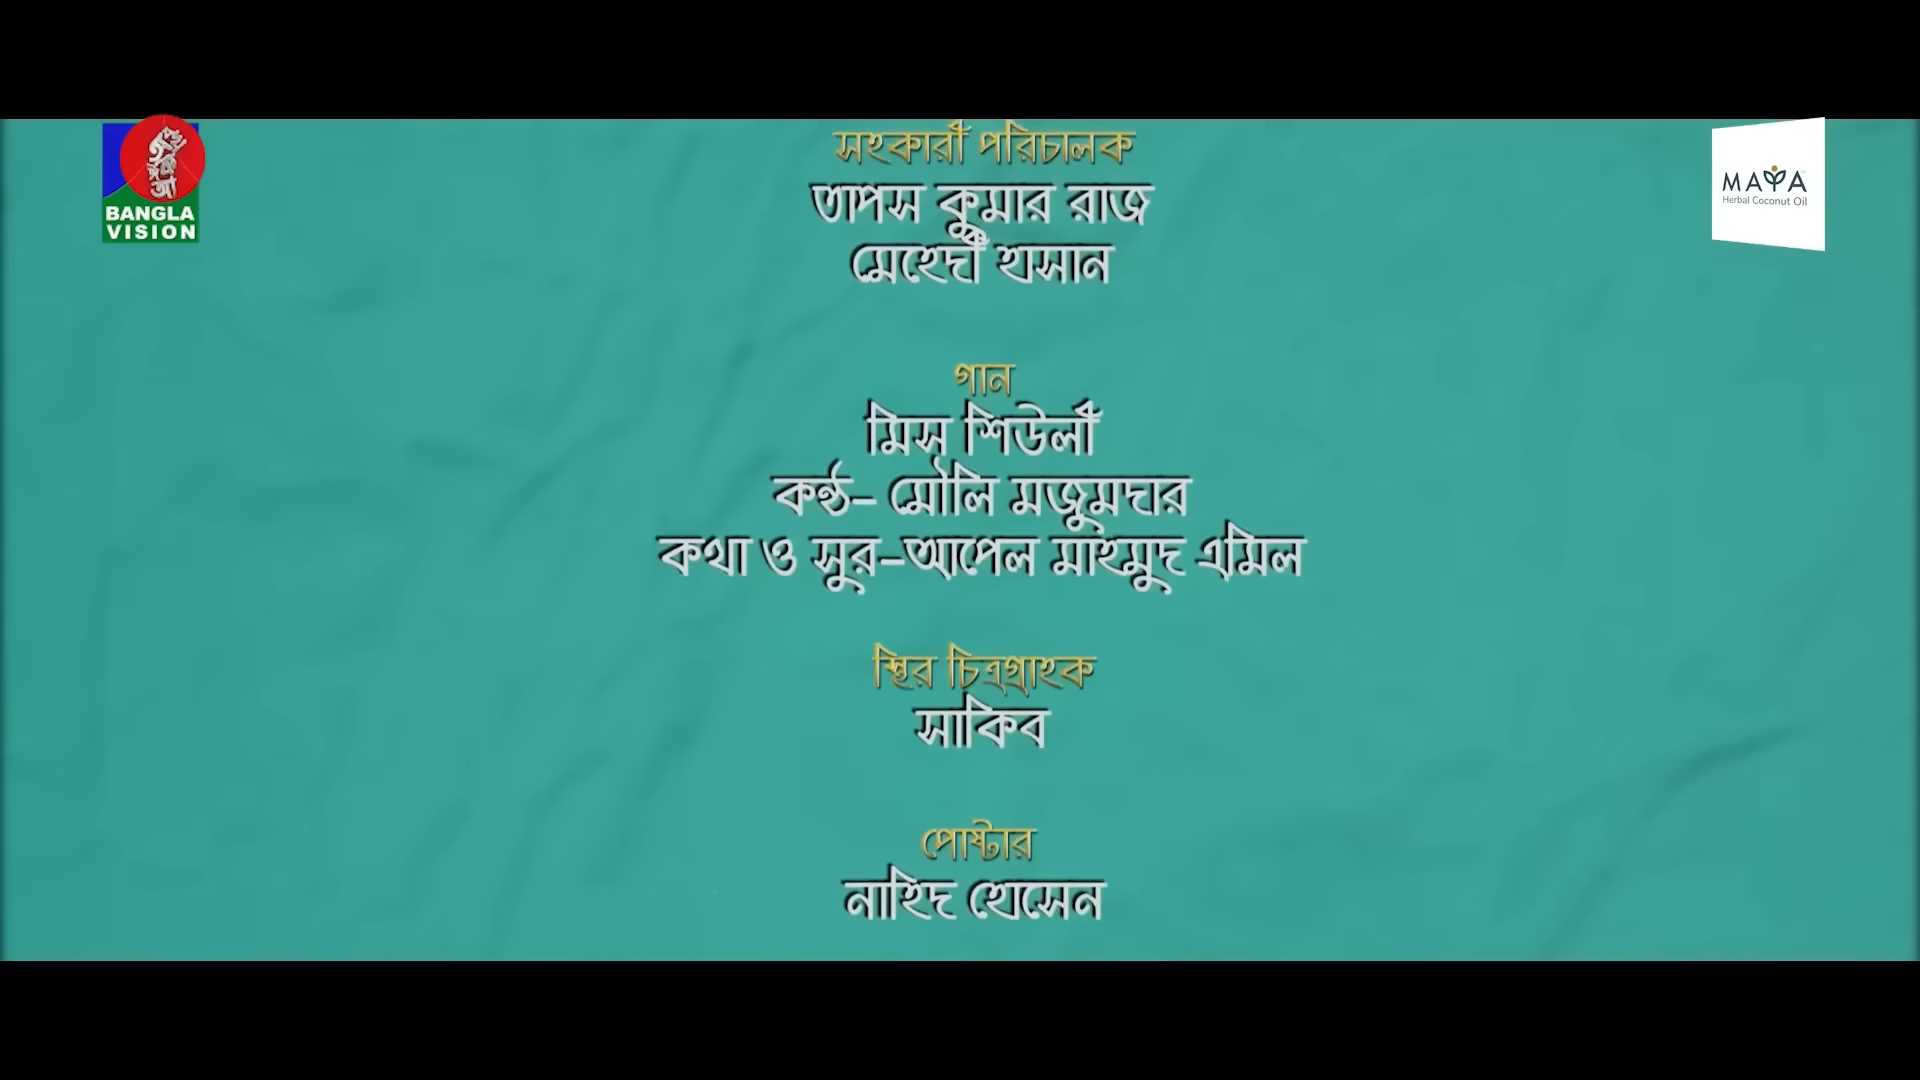 সহকারী পরিচালক
তাপস কুমার রাজ
মেহেদী হাসান
BANGLA
VISION
MAYA
Herbal Coconut Oil
গান
মিস শিউলী
কন্ঠ- মৌলি মজুমদার
কথা ও সুর-আপেল মাহমুদ এমিল
স্থির চিত্রগ্রাহক
সাকিব
পোষ্টার
নাহিদ হোসেন